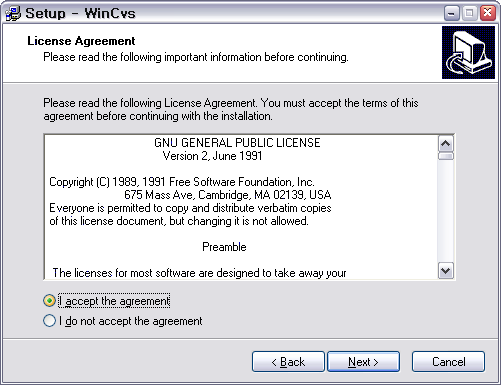 Setup - WinCvs
License Agreement
Please read the following important information before continuing.
Please read the following License Agreement. You must accept the terms of this
agreement before continuing with the installation.
GNU GENERAL PUBLIC LICENSE
Version 2, June 1991
Copyright (C) 1989, 1991 Free Software Foundation, Inc.
675 Mass Ave, Cambridge, MA 02139, USA
Everyone is permitted to copy and distribute verbatim copies
of this license document, but changing it is not allowed.
Preamble
The licenses for most software are designed to take away your
I accept the agreement
I do not accept the agreement
< Back Next > Cancel